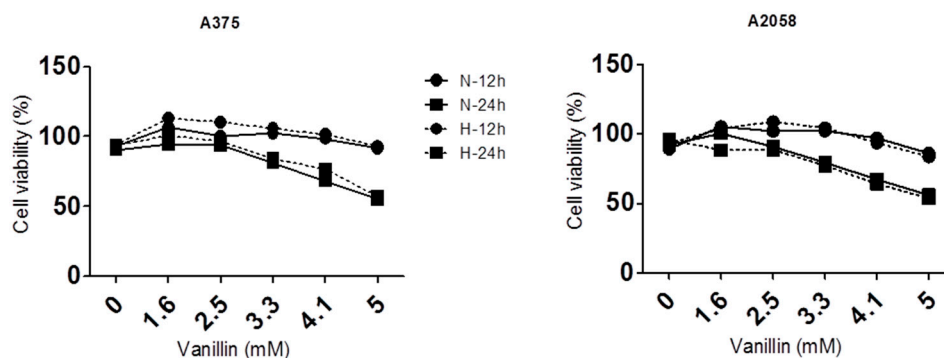 A375
150
100
50
0
Cell viability (%)
0 1.6 2.5 3.3 4.1 5
Vanillin (mM)
N-12h
N-24h
H-12h
H-24h
A2058
150
100
50
0
Cell viability (%)
0 1.6 2.5 3.3 4.1 5
Vanillin (mM)